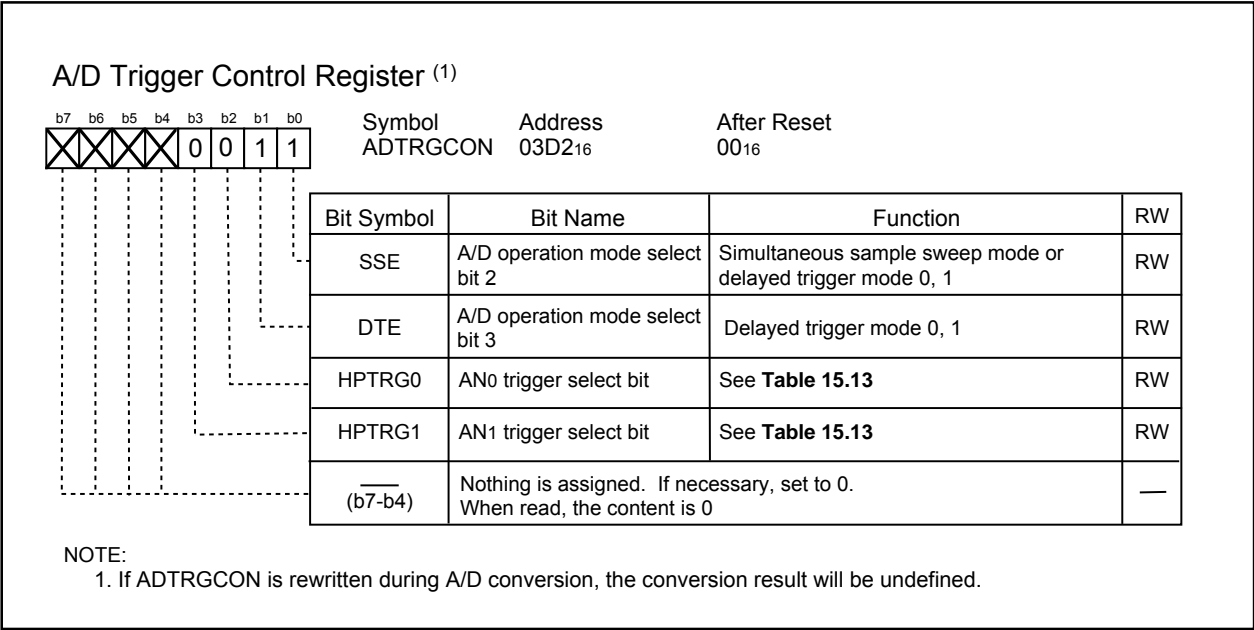 A/D Trigger Control Register (1)
b7 b6 b5 b4 b3 b2 b1 b0
Symbol Address After Reset
0 0 1 1
ADTRGCON 03D216 0016
Bit Symbol Bit Name Function RW
SSE A/D operation mode select bit 2 Simultaneous sample sweep mode or delayed trigger mode 0, 1 RW
DTE A/D operation mode select bit 3 Delayed trigger mode 0, 1 RW
HPTRG0 AN0 trigger select bit See Table 15.13 RW
HPTRG1 AN1 trigger select bit See Table 15.13 RW
(b7-b4) Nothing is assigned. If necessary, set to 0.
When read, the content is 0 —
NOTE:
1. If ADTRGCON is rewritten during A/D conversion, the conversion result will be undefined.